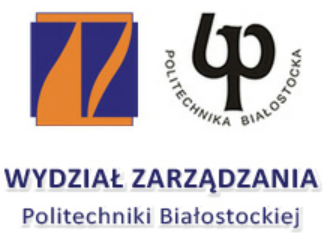 POLITECHNIKA BIAŁOSTOCKA
WYDZIAŁ ZARZĄDZANIA
Politechniki Białostockiej